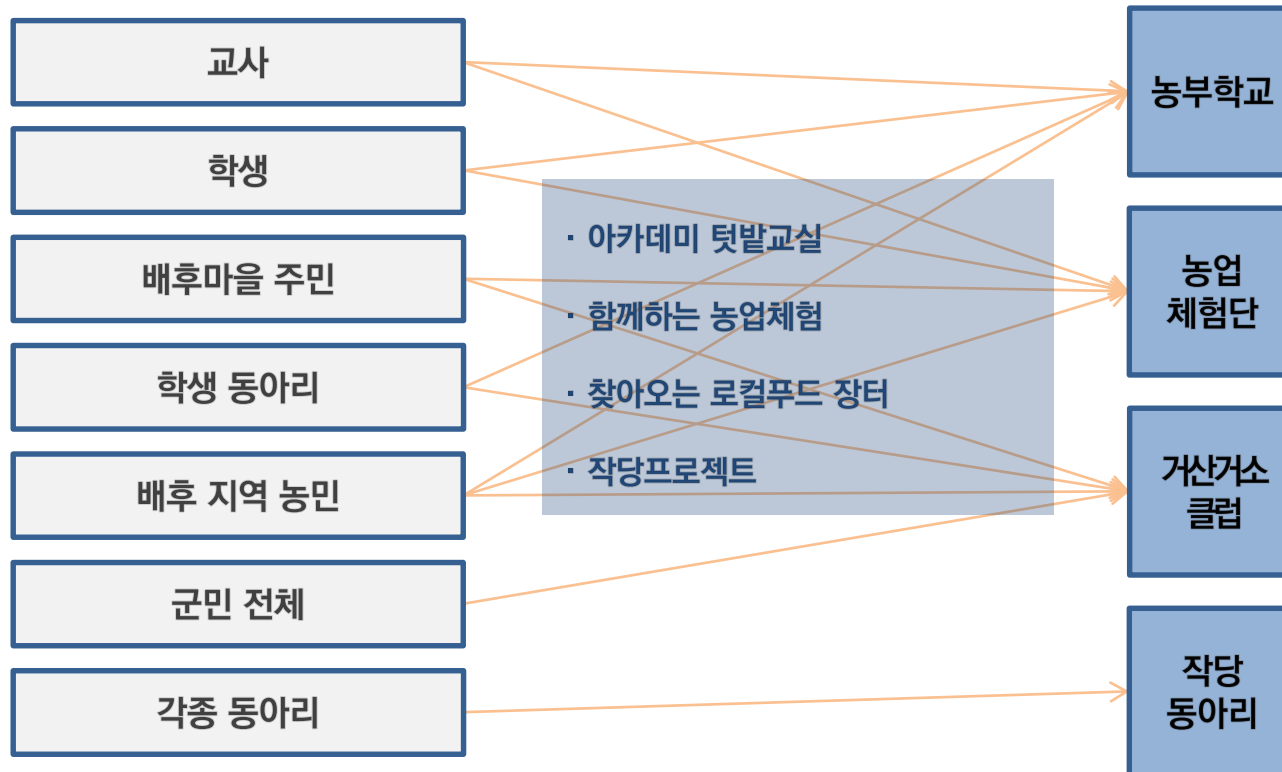 교사
학생
배후마을 주민
학생 동아리
배후 지역 농민
군민 전체
각종 동아리
· 아카데미 텃밭교실
· 함께하는 농업체험
· 찾아오는 로컬푸드 장터
· 작당프로젝트
농부학교
농업
체험단
거산거소
클럽
작당
동아리